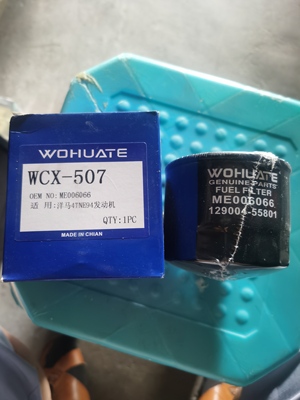 WOHUATE
WCX-507
OEM NO: ME006066
适 用: 洋马4TNE94发动机
QTY:1PC
MADE IN CHIAN
WOHUATE
GENUINE PARTS
FUEL FILTER
ME006066
129004-55801